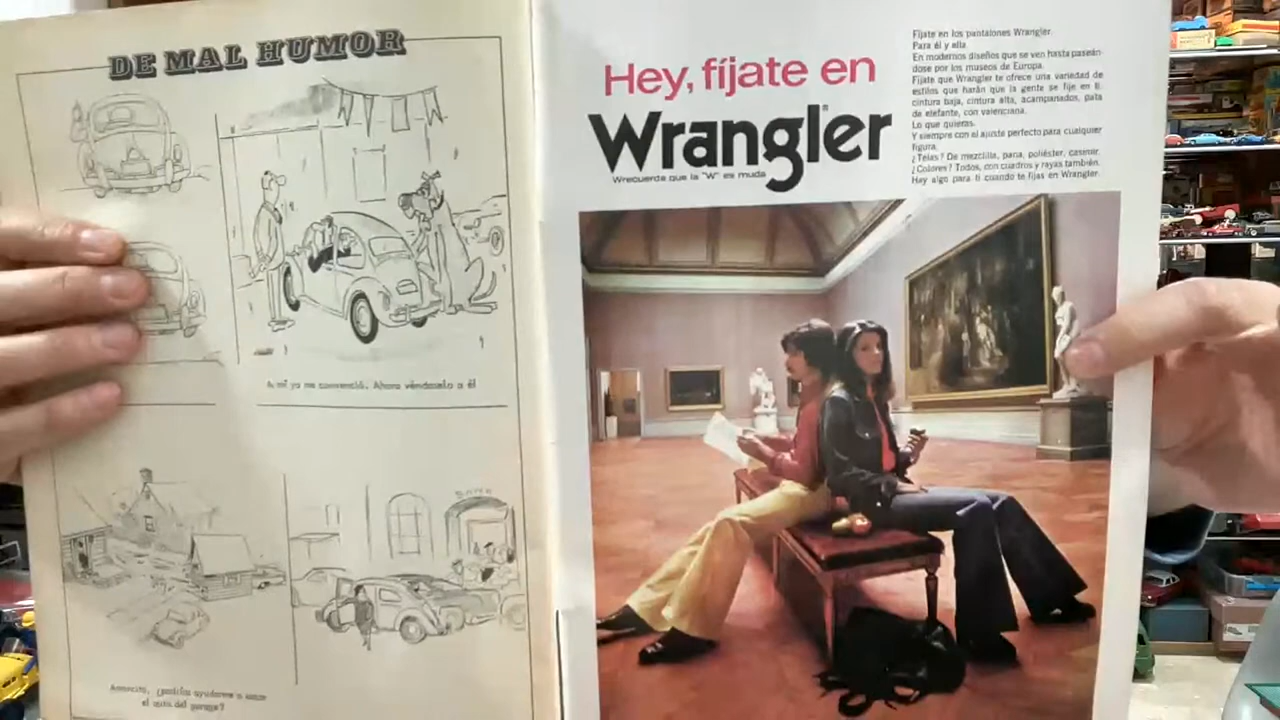 DE MAL HUMOR
A mí ya me convenció. Ahora véndaselo a él
Amorcito, ¿podrías ayudarme a sacar
el auto del garage?
Hey, fíjate en
Wrangler
Wrecuerda que la "W" es muda
Fíjate en los pantalones Wrangler.
Para él y ella
En modernos diseños que se ven hasta paseán-
dose por los museos de Europa.
Fíjate que Wrangler te ofrece una variedad de
estilos que harán que la gente se fije en ti.
cintura baja, cintura alta, acampanados, pata
de elefante, con valenciana.
Lo que quieras.
Y siempre con el ajuste perfecto para cualquier
figura.
¿Telas? De mezclilla, pana, poliéster, casimir.
¿Colores? Todos, con cuadros y rayas también.
Hay algo para ti cuando te fijas en Wrangler.